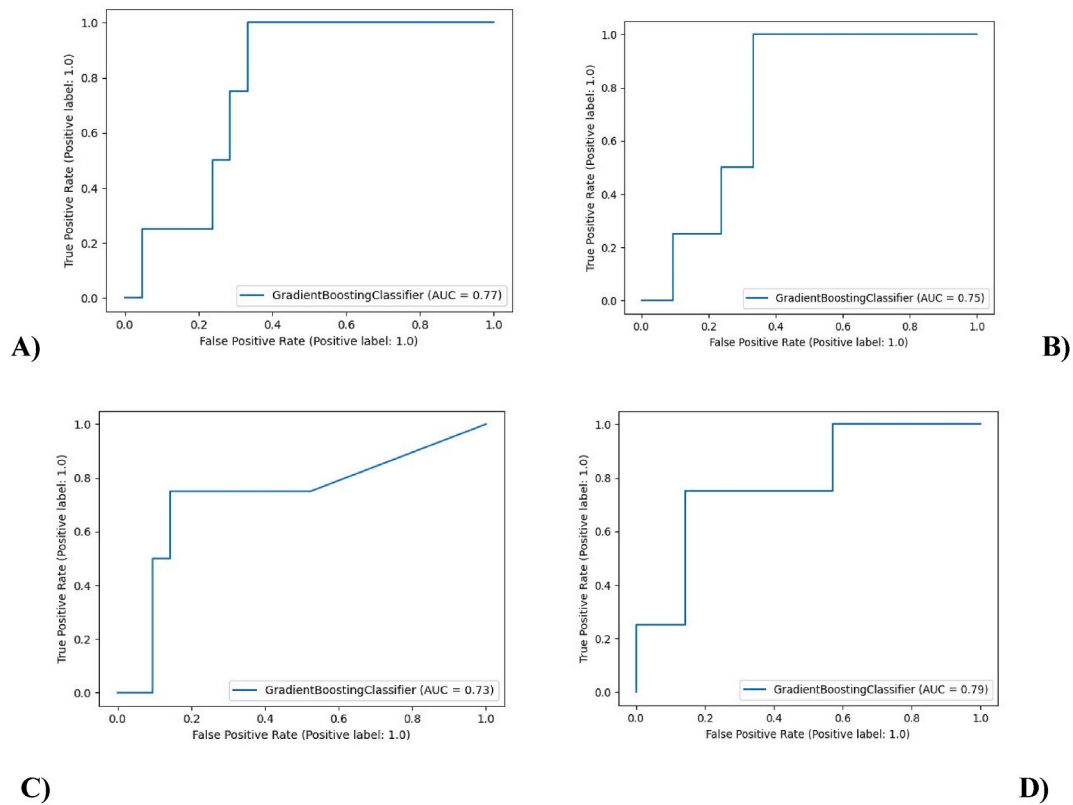 True Positive Rate (Positive label: 1.0)
1.0
0.8
0.6
0.4
0.2
0.0
GradientBoostingClassifier (AUC = 0.77)
0.0 0.2 0.4 0.6 0.8 1.0
False Positive Rate (Positive label: 1.0)
A)
True Positive Rate (Positive label: 1.0)
1.0
0.8
0.6
0.4
0.2
0.0
GradientBoostingClassifier (AUC = 0.75)
0.0 0.2 0.4 0.6 0.8 1.0
False Positive Rate (Positive label: 1.0)
B)
True Positive Rate (Positive label: 1.0)
1.0
0.8
0.6
0.4
0.2
0.0
GradientBoostingClassifier (AUC = 0.73)
0.0 0.2 0.4 0.6 0.8 1.0
False Positive Rate (Positive label: 1.0)
C)
True Positive Rate (Positive label: 1.0)
1.0
0.8
0.6
0.4
0.2
0.0
GradientBoostingClassifier (AUC = 0.79)
0.0 0.2 0.4 0.6 0.8 1.0
False Positive Rate (Positive label: 1.0)
D)